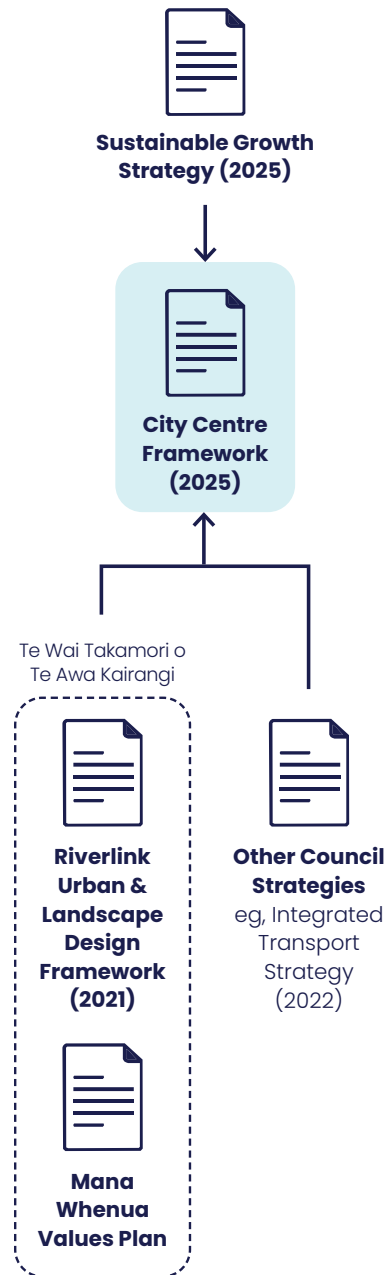 Sustainable Growth
Strategy (2025)
City Centre
Framework
(2025)
Te Wai Takamori o
Te Awa Kairangi
Riverlink
Urban &
Landscape
Design
Framework
(2021)
Mana
Whenua
Values Plan
Other Council
Strategies
eg, Integrated
Transport
Strategy
(2022)